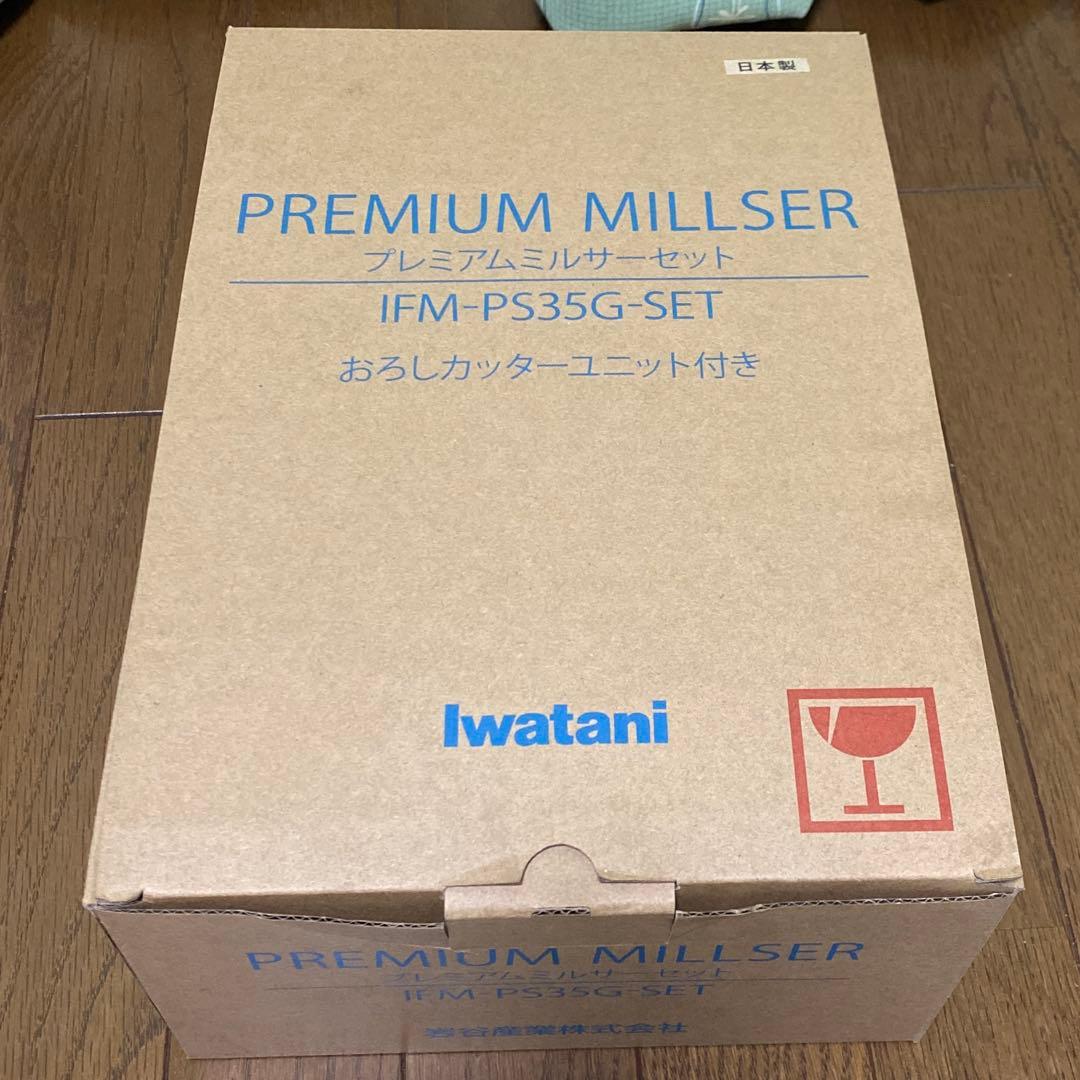 日本製
PREMIUM MILLSER
プレミアムミルサーセット
IFM-PS35G-SET
おろしカッターユニット付き
Iwatani
PREMIUM MILLSER
プレミアムミルサーセット
IFM-PS35G-SET
岩谷産業株式会社